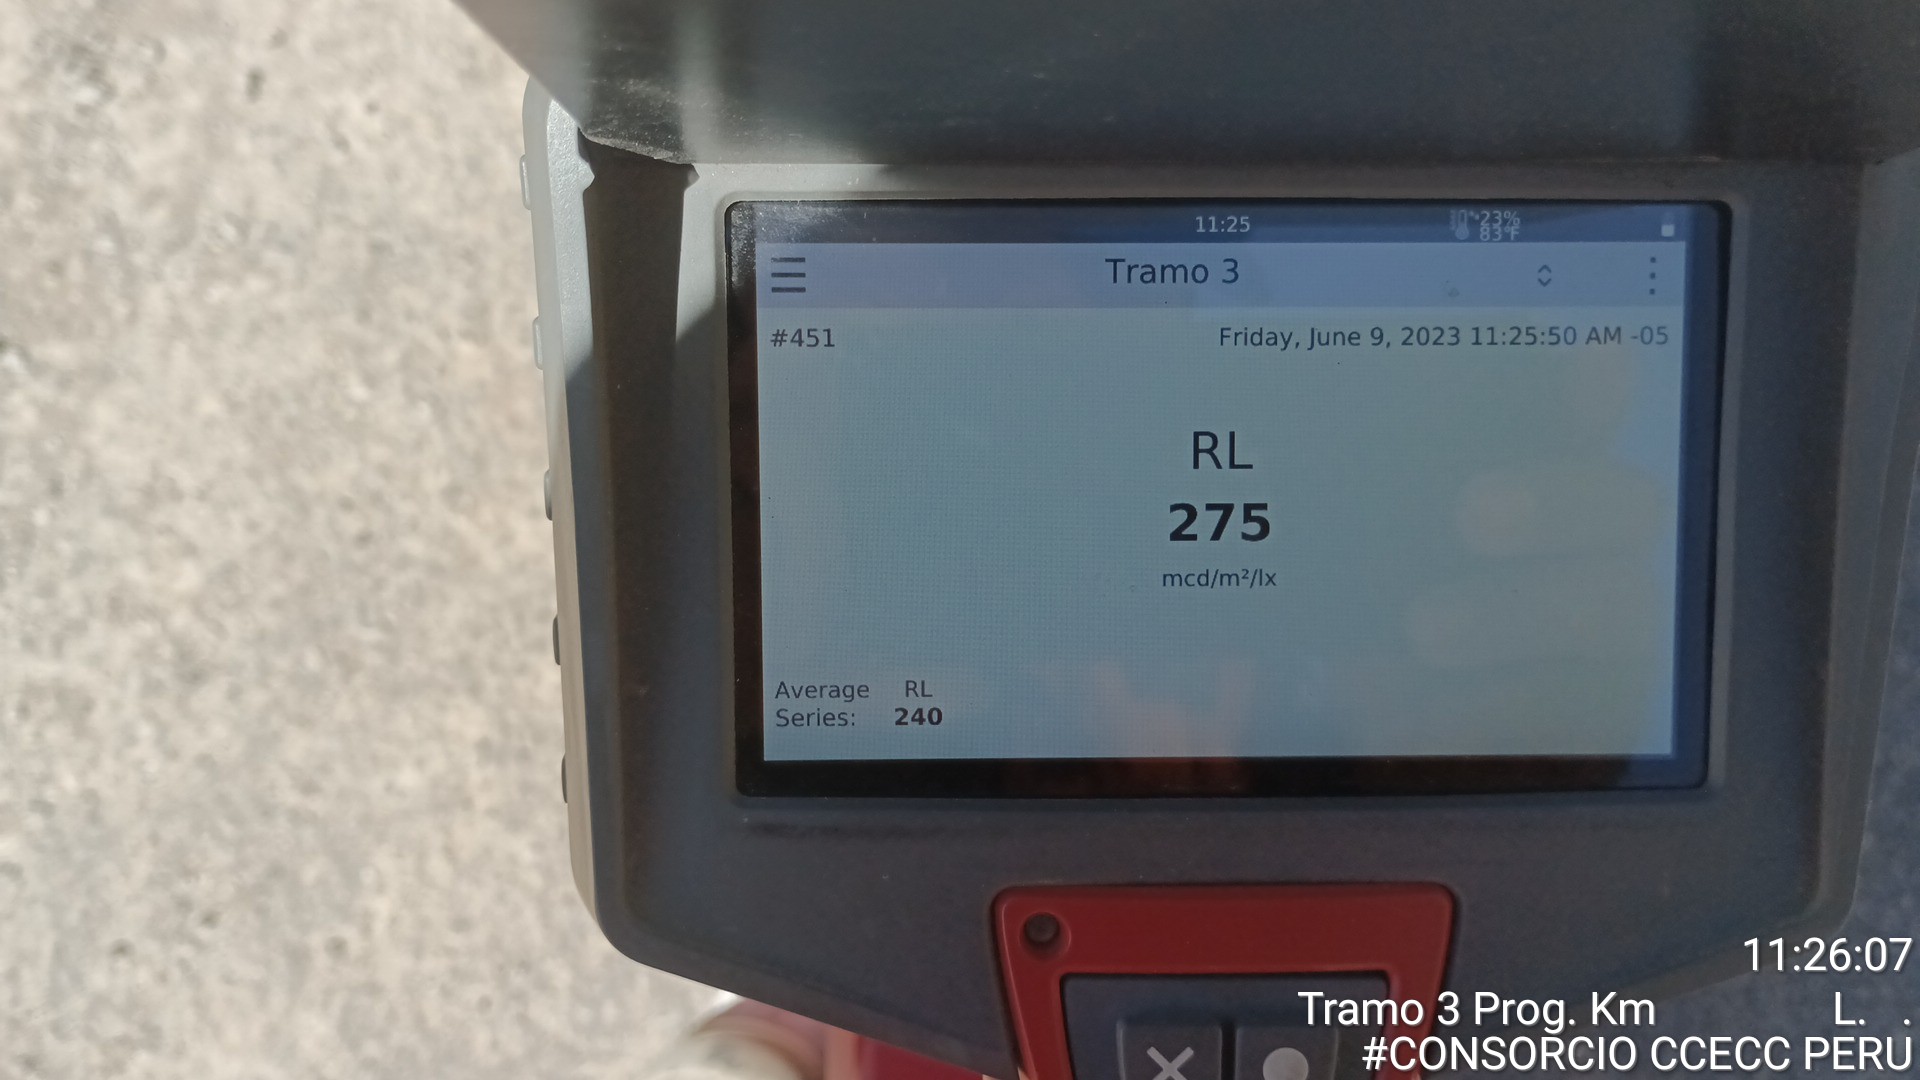 11:25
23%
83°F
Tramo 3
#451
Friday, June 9, 2023 11:25:50 AM -05
RL
275
mcd/m²/lx
Average RL
Series: 240
11:26:07
Tramo 3 Prog. Km L. .
#CONSORCIO CCECC PERU